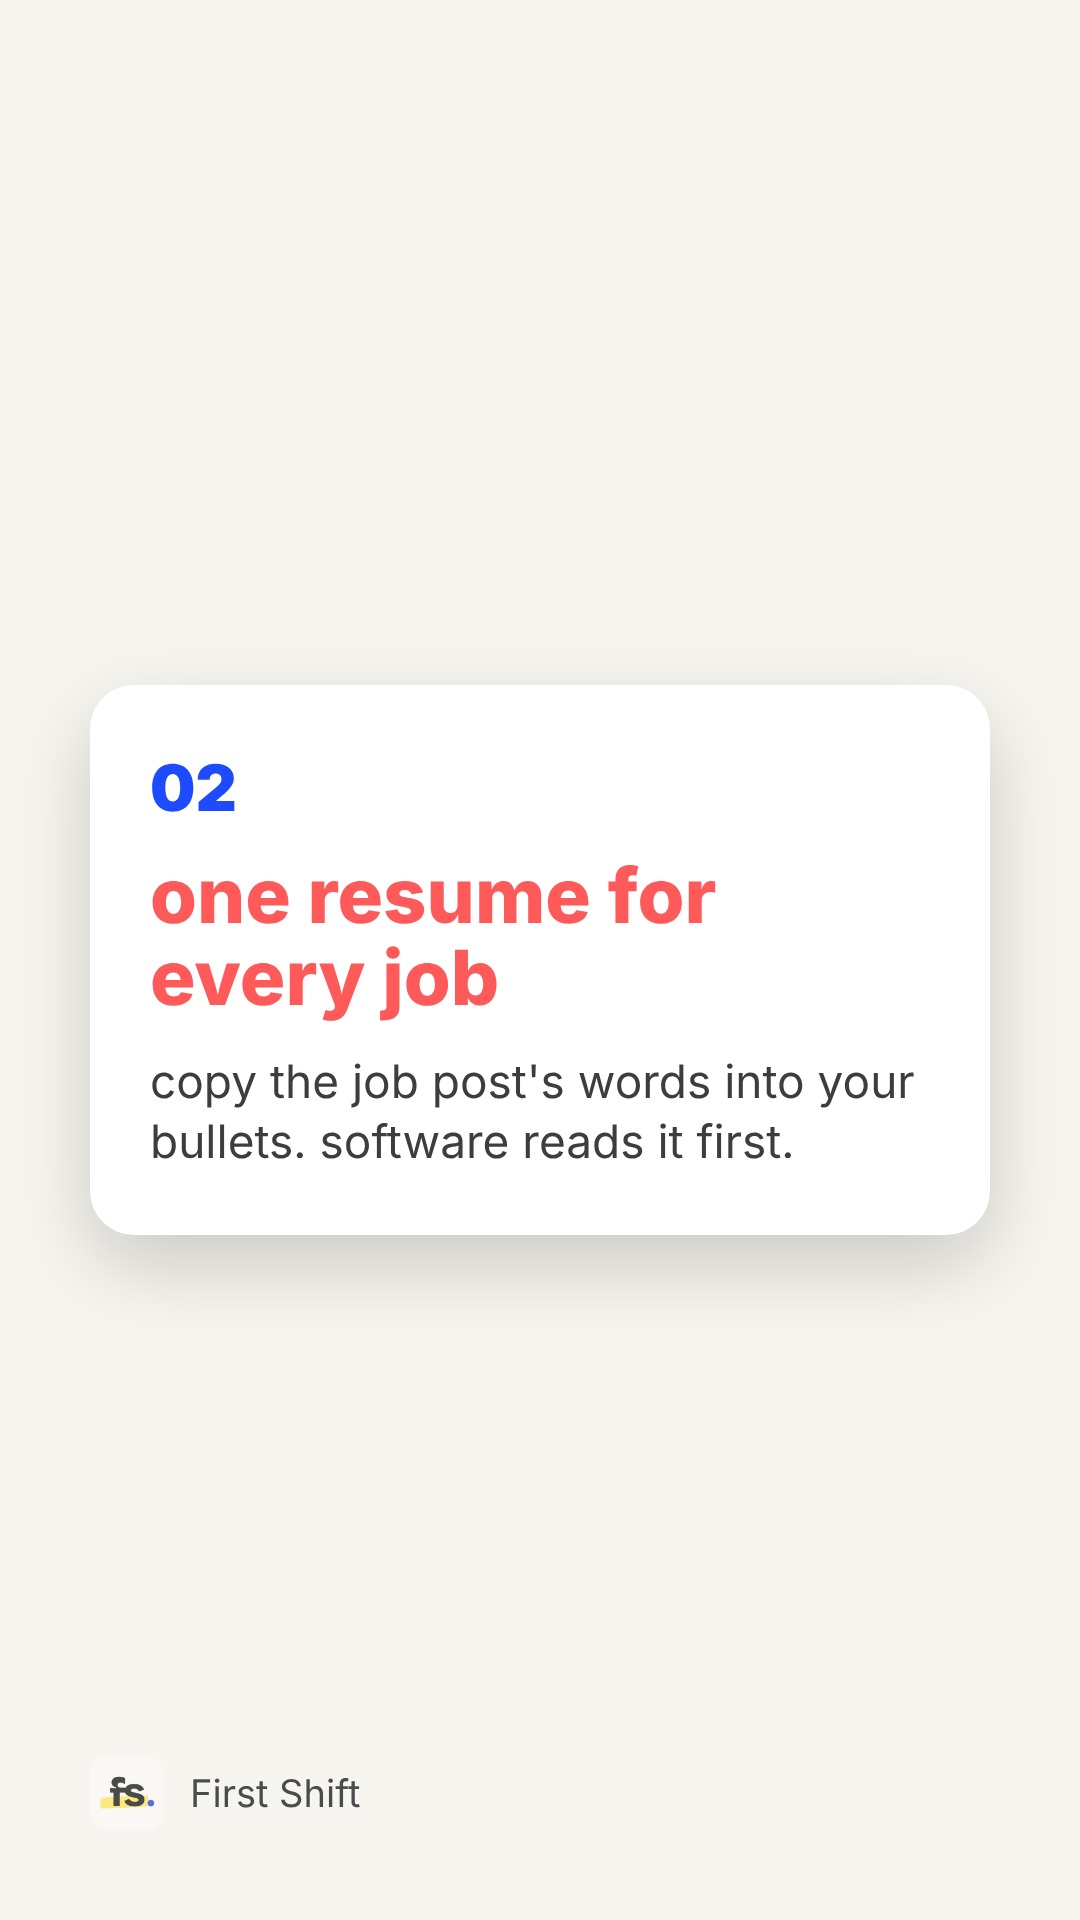 02
one resume for
every job
copy the job post's words into your
bullets. software reads it first.
fs.
First Shift